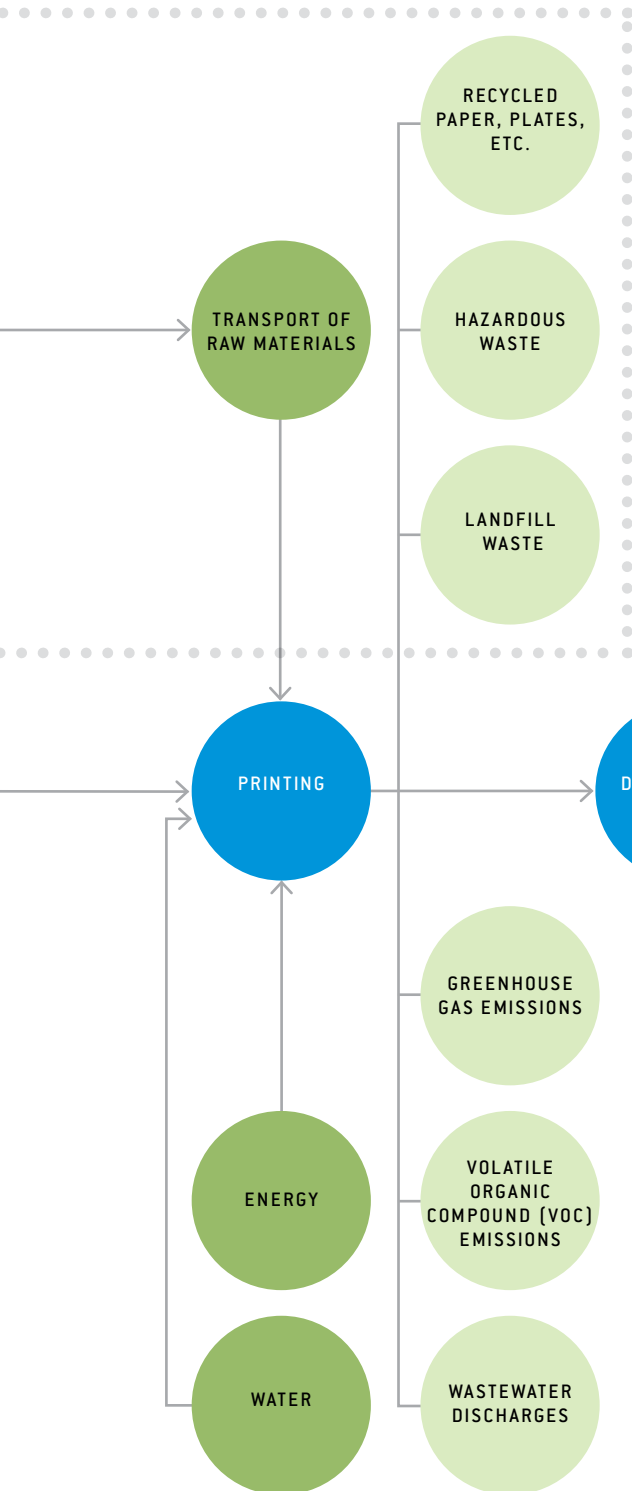 RECYCLED
PAPER, PLATES,
ETC.
TRANSPORT OF
RAW MATERIALS
HAZARDOUS
WASTE
LANDFILL
WASTE
PRINTING
D
GREENHOUSE
GAS EMISSIONS
ENERGY
VOLATILE
ORGANIC
COMPOUND (VOC)
EMISSIONS
WATER
WASTEWATER
DISCHARGES